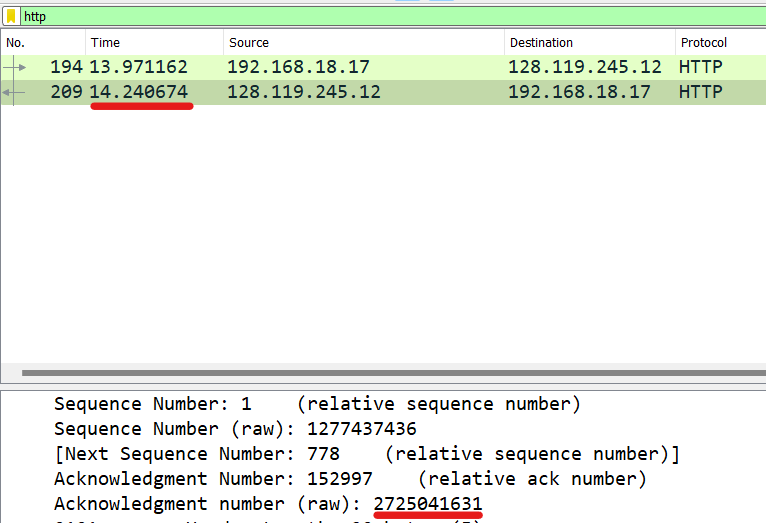 http
No. Time Source Destination Protocol
194 13.971162 192.168.18.17 128.119.245.12 HTTP
209 14.240674 128.119.245.12 192.168.18.17 HTTP
Sequence Number: 1 (relative sequence number)
Sequence Number (raw): 1277437436
[Next Sequence Number: 778 (relative sequence number)]
Acknowledgment Number: 152997 (relative ack number)
Acknowledgment number (raw): 2725041631